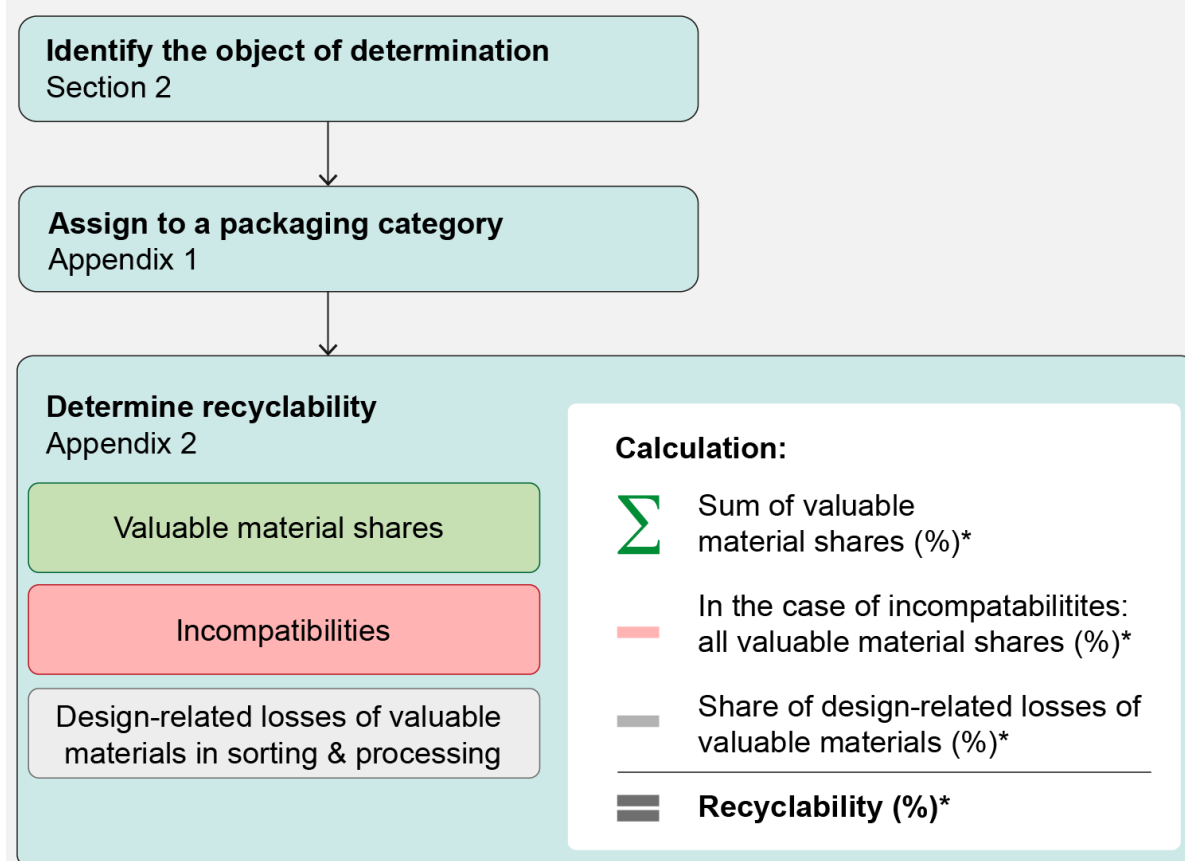 Identify the object of determination
Section 2
Assign to a packaging category
Appendix 1
Determine recyclability
Appendix 2
Valuable material shares
Incompatibilities
Design-related losses of valuable
materials in sorting & processing
Calculation:
∑ Sum of valuable
material shares (%)*
In the case of incompatabilitites:
all valuable material shares (%)*
Share of design-related losses of
valuable materials (%)*
Recyclability (%)*